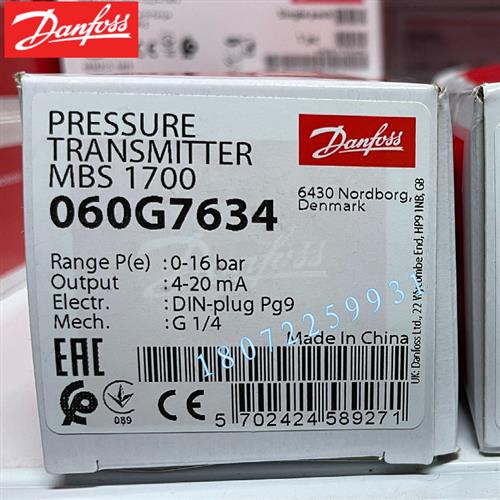 Danfoss
PRESSURE
TRANSMITTER
MBS 1700
060G7634
Danfoss
6430 Nordborg,
Denmark
Range P(e) :0-16 bar
Output :4-20 mA
Electr. :DIN-plug Pg9
Mech. :G 1/4
Made In China
18072259931
EAC
089
CE
5 702424 589271
UK: Danfoss Ltd., 22 Wycombe End, HP9 1NB, GB